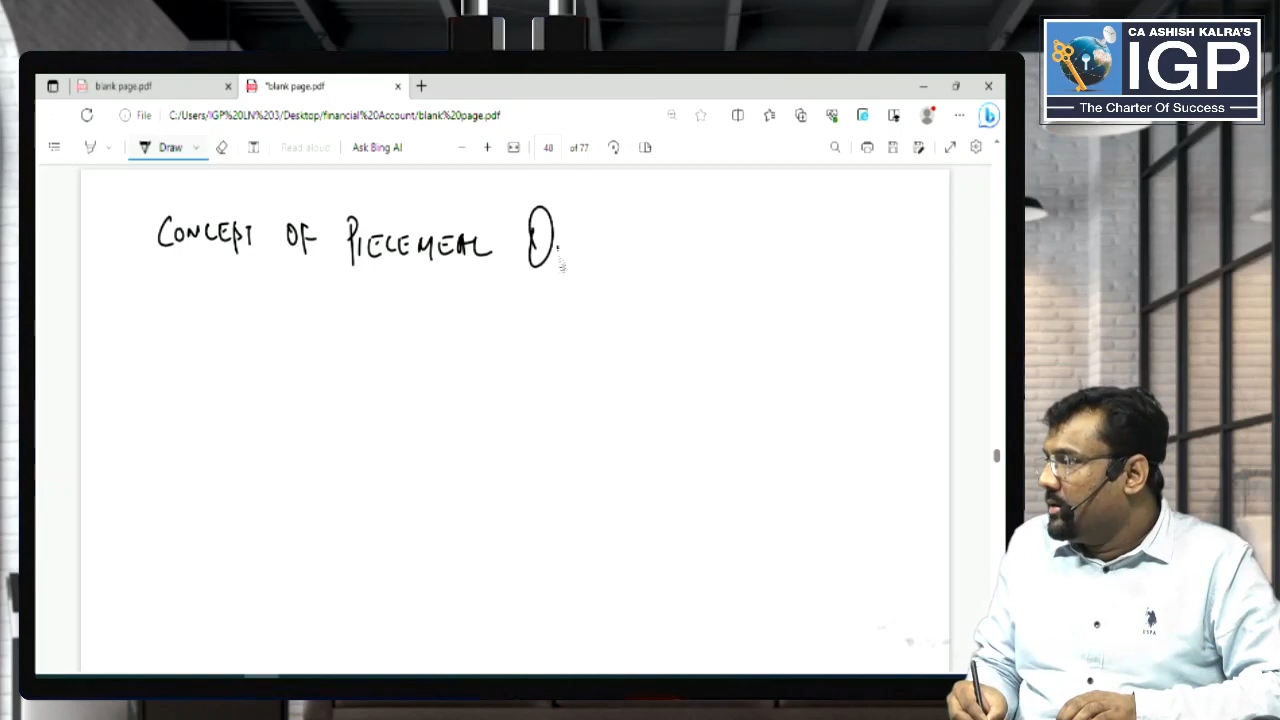 CA ASHISH KALRA'S
IGP
The Charter Of Success
blank page.pdf
*blank page.pdf
File
C:/Users/IGP%20LN%203/Desktop/financial%20Account/blank%20page.pdf
Draw
Read aloud
Ask Bing AI
48 of 77
CONCEPT OF PIECEMEAL D
USPA